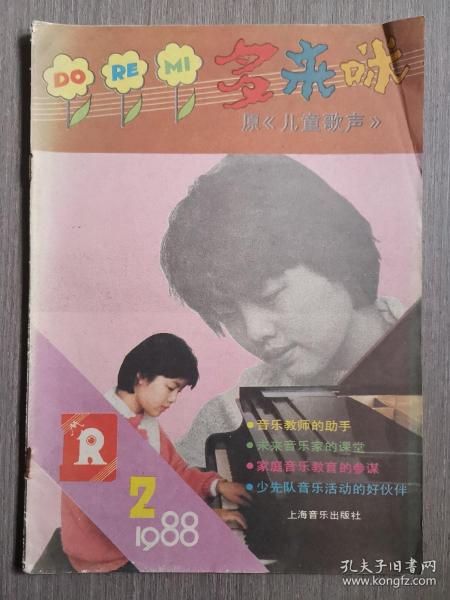 DO RE MI 多来咪
原《儿童歌声》
●音乐教师的助手
●未来音乐家的课堂
●家庭音乐教育的参谋
●少先队音乐活动的好伙伴
上海音乐出版社
R
2
1988
孔夫子旧书网
www.kongfz.com